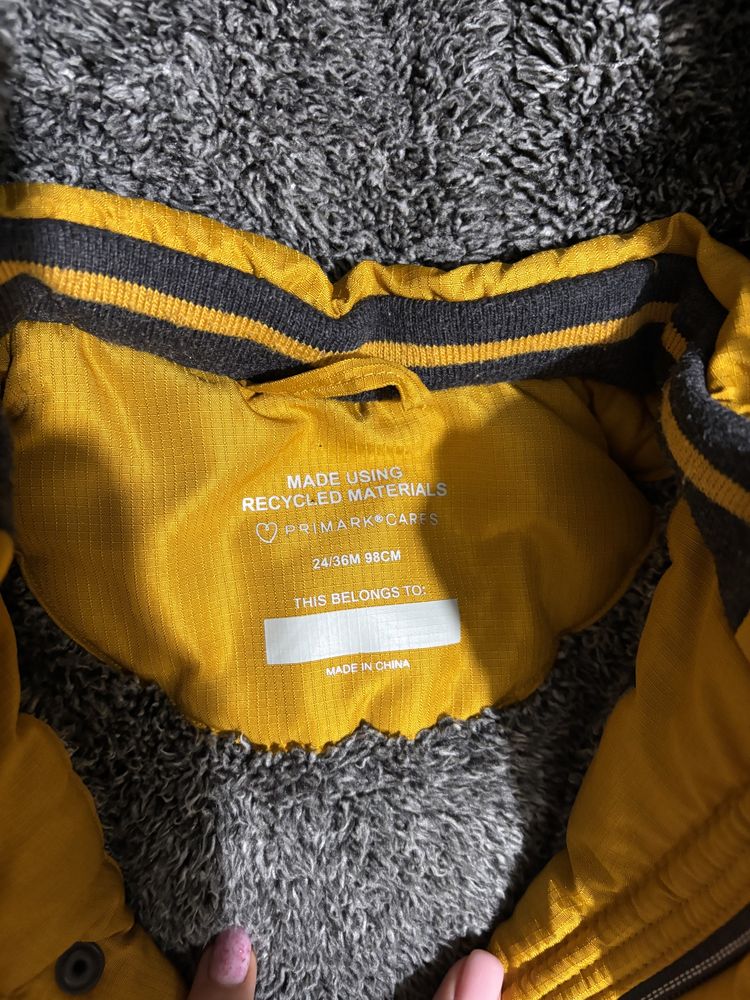 MADE USING
RECYCLED MATERIALS
PRIMARK®CARES
24/36M 98CM
THIS BELONGS TO:
MADE IN CHINA